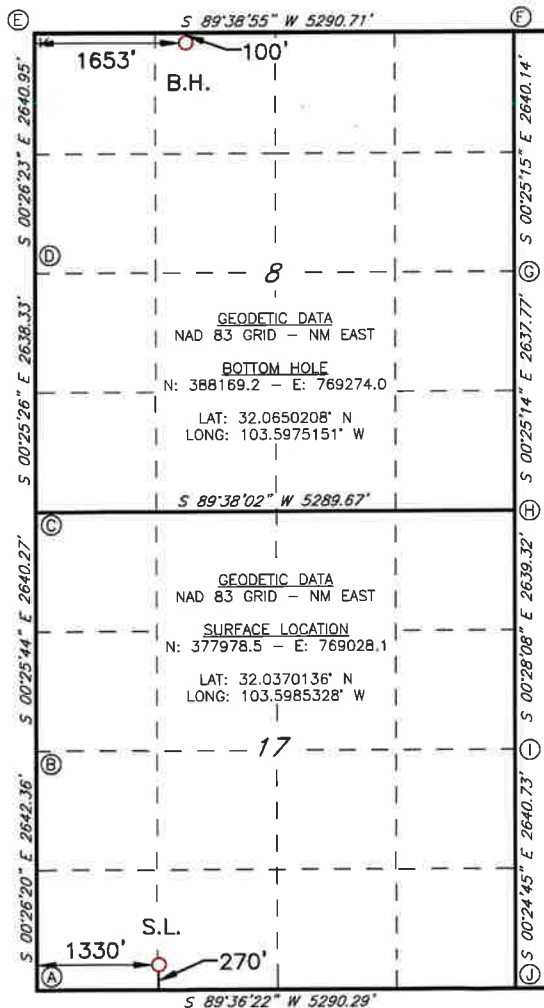 S 89°38'55" W 5290.71'
E
F
1653'
100'
B.H.
S 00°26'23" E 2640.95'
S 00°25'15" E 2640.14'
D
8
G
GEODETIC DATA
NAD 83 GRID - NM EAST
BOTTOM HOLE
N: 388169.2 - E: 769274.0
LAT: 32.0650208° N
LONG: 103.5975151° W
S 00°25'26" E 2638.33'
S 00°25'14" E 2637.77'
S 89°38'02" W 5289.67'
C
H
GEODETIC DATA
NAD 83 GRID - NM EAST
SURFACE LOCATION
N: 377978.5 - E: 769028.1
LAT: 32.0370136° N
LONG: 103.5985328° W
S 00°25'44" E 2640.27'
S 00°28'08" E 2639.32'
B
17
I
S 00°26'20" E 2642.36'
S 00°24'45" E 2640.73'
S.L.
1330'
270'
A
J
S 89°36'22" W 5290.29'